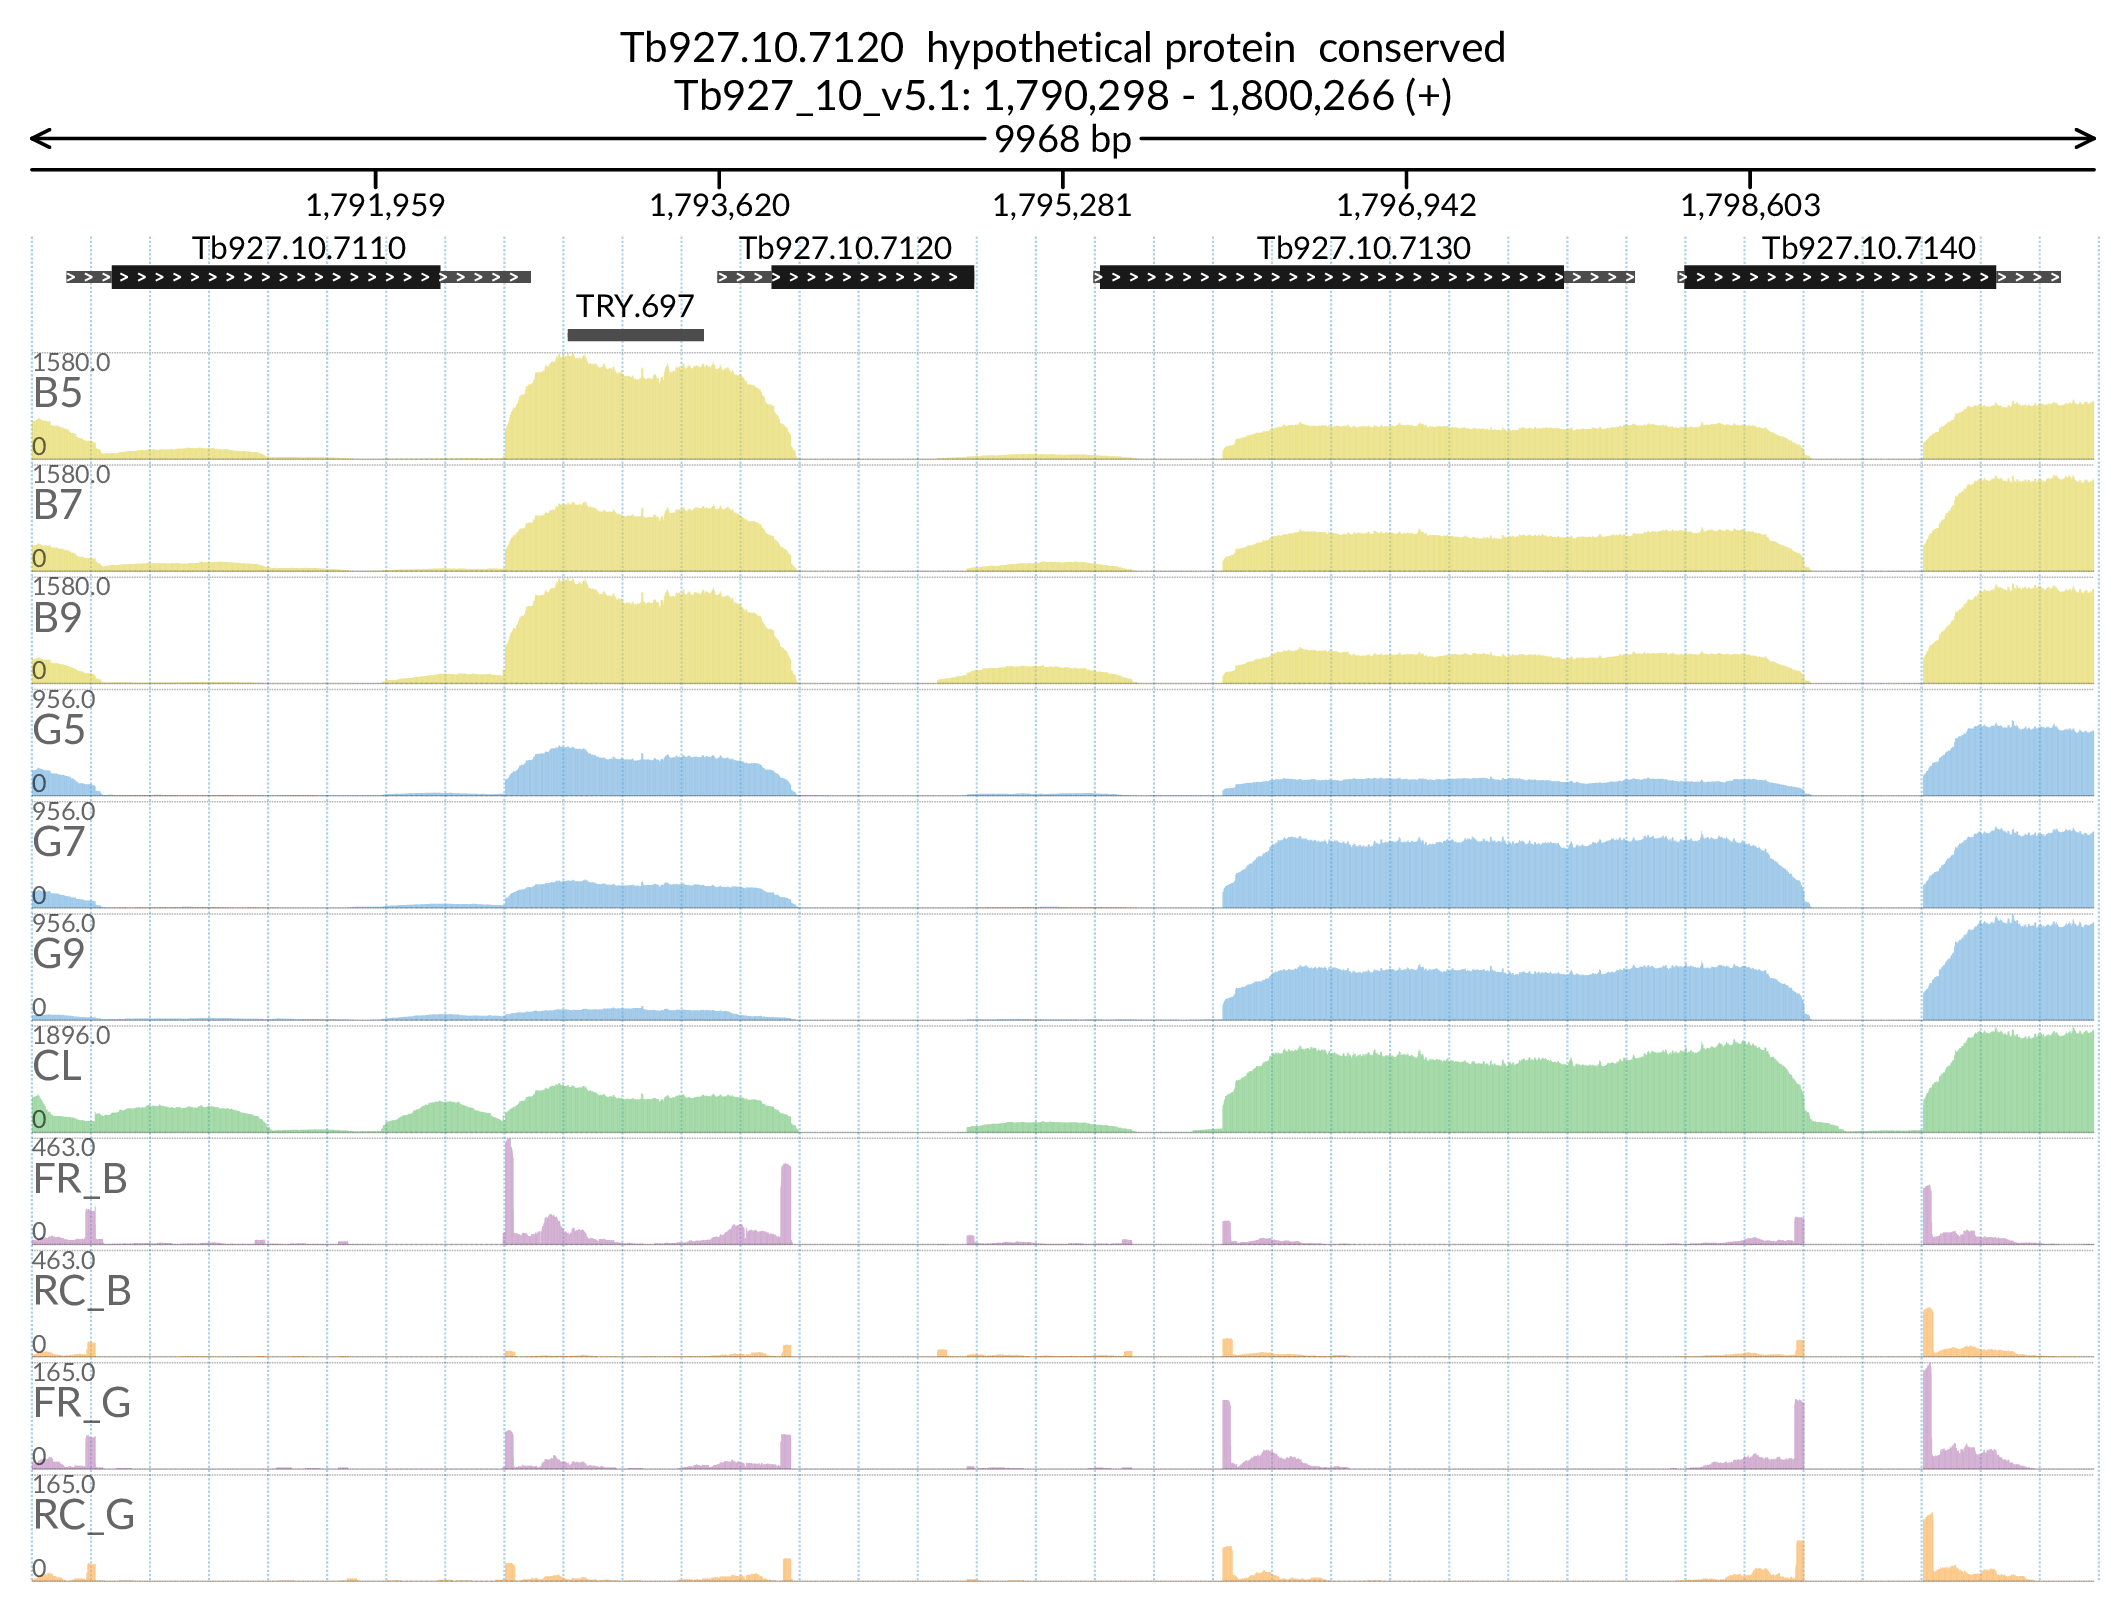 Tb927.10.7120  hypothetical protein  conserved
Tb927_10_v5.1: 1,790,298 - 1,800,266 (+)
9968 bp
1,791,959 1,793,620 1,795,281 1,796,942 1,798,603
Tb927.10.7110 Tb927.10.7120 Tb927.10.7130 Tb927.10.7140
TRY.697
1580.0
B5
0
1580.0
B7
0
1580.0
B9
0
956.0
G5
0
956.0
G7
0
956.0
G9
0
1896.0
CL
0
463.0
FR_B
0
463.0
RC_B
0
165.0
FR_G
0
165.0
RC_G
0